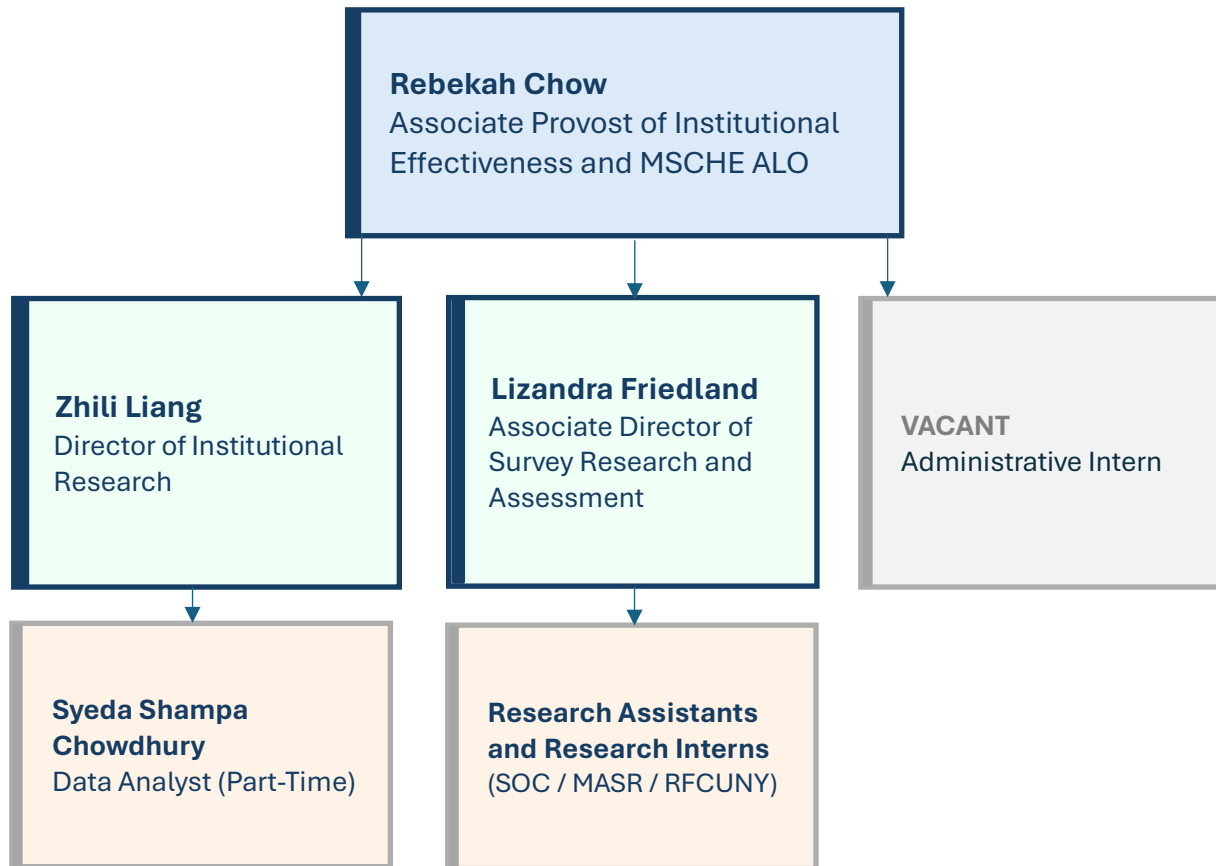 Rebekah Chow
Associate Provost of Institutional
Effectiveness and MSCHE ALO
Zhili Liang
Director of Institutional
Research
Lizandra Friedland
Associate Director of
Survey Research and
Assessment
VACANT
Administrative Intern
Syeda Shampa
Chowdhury
Data Analyst (Part-Time)
Research Assistants
and Research Interns
(SOC / MASR / RFCUNY)